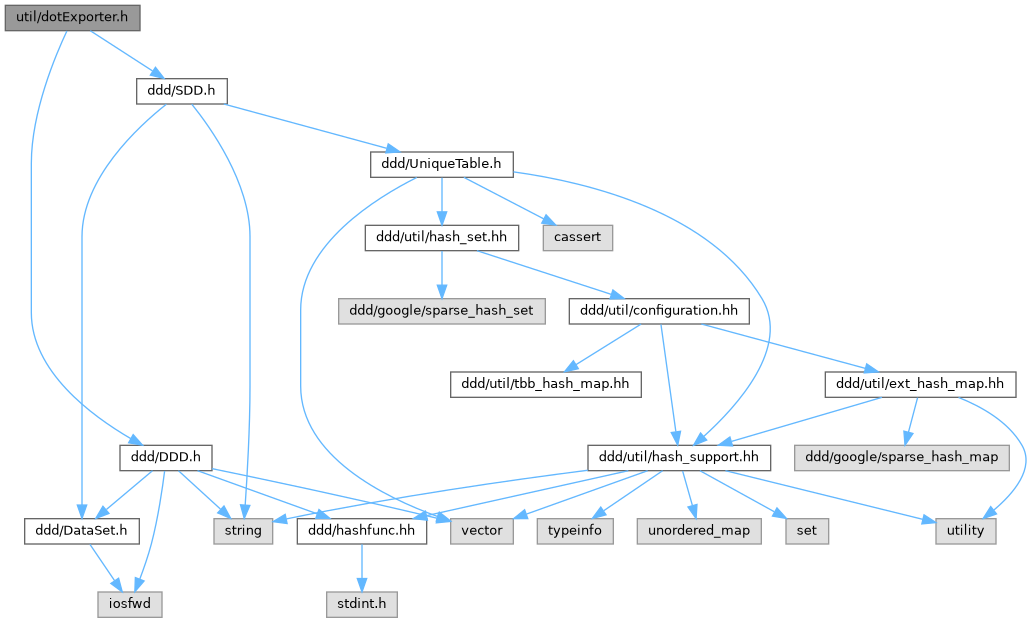 util/dotExporter.h
ddd/SDD.h
ddd/UniqueTable.h
ddd/util/hash_set.hh
cassert
ddd/google/sparse_hash_set
ddd/util/configuration.hh
ddd/util/tbb_hash_map.hh
ddd/util/ext_hash_map.hh
ddd/DDD.h
ddd/util/hash_support.hh
ddd/google/sparse_hash_map
ddd/DataSet.h
string
ddd/hashfunc.hh
vector
typeinfo
unordered_map
set
utility
iosfwd
stdint.h